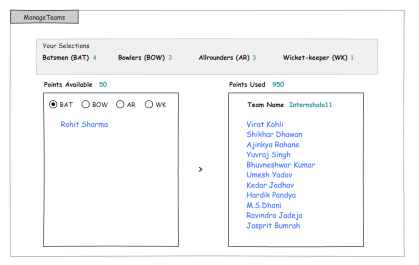 ManageTeams
Your Selections
Batsmen (BAT) 4 Bowlers (BOW) 3 Allrounders (AR) 3 Wicket-keeper (WK) 1
Points Available 50 Points Used 950
BAT BOW AR WK
Team Name Internshala11
Rohit Sharma
Virat Kohli
Shikhar Dhawan
Ajinkya Rahane
Yuvraj Singh
Bhuvneshwar Kumar
Umesh Yadav
Kedar Jadhav
Hardik Pandya
M.S.Dhoni
Ravindra Jadeja
Jasprit Bumrah
>